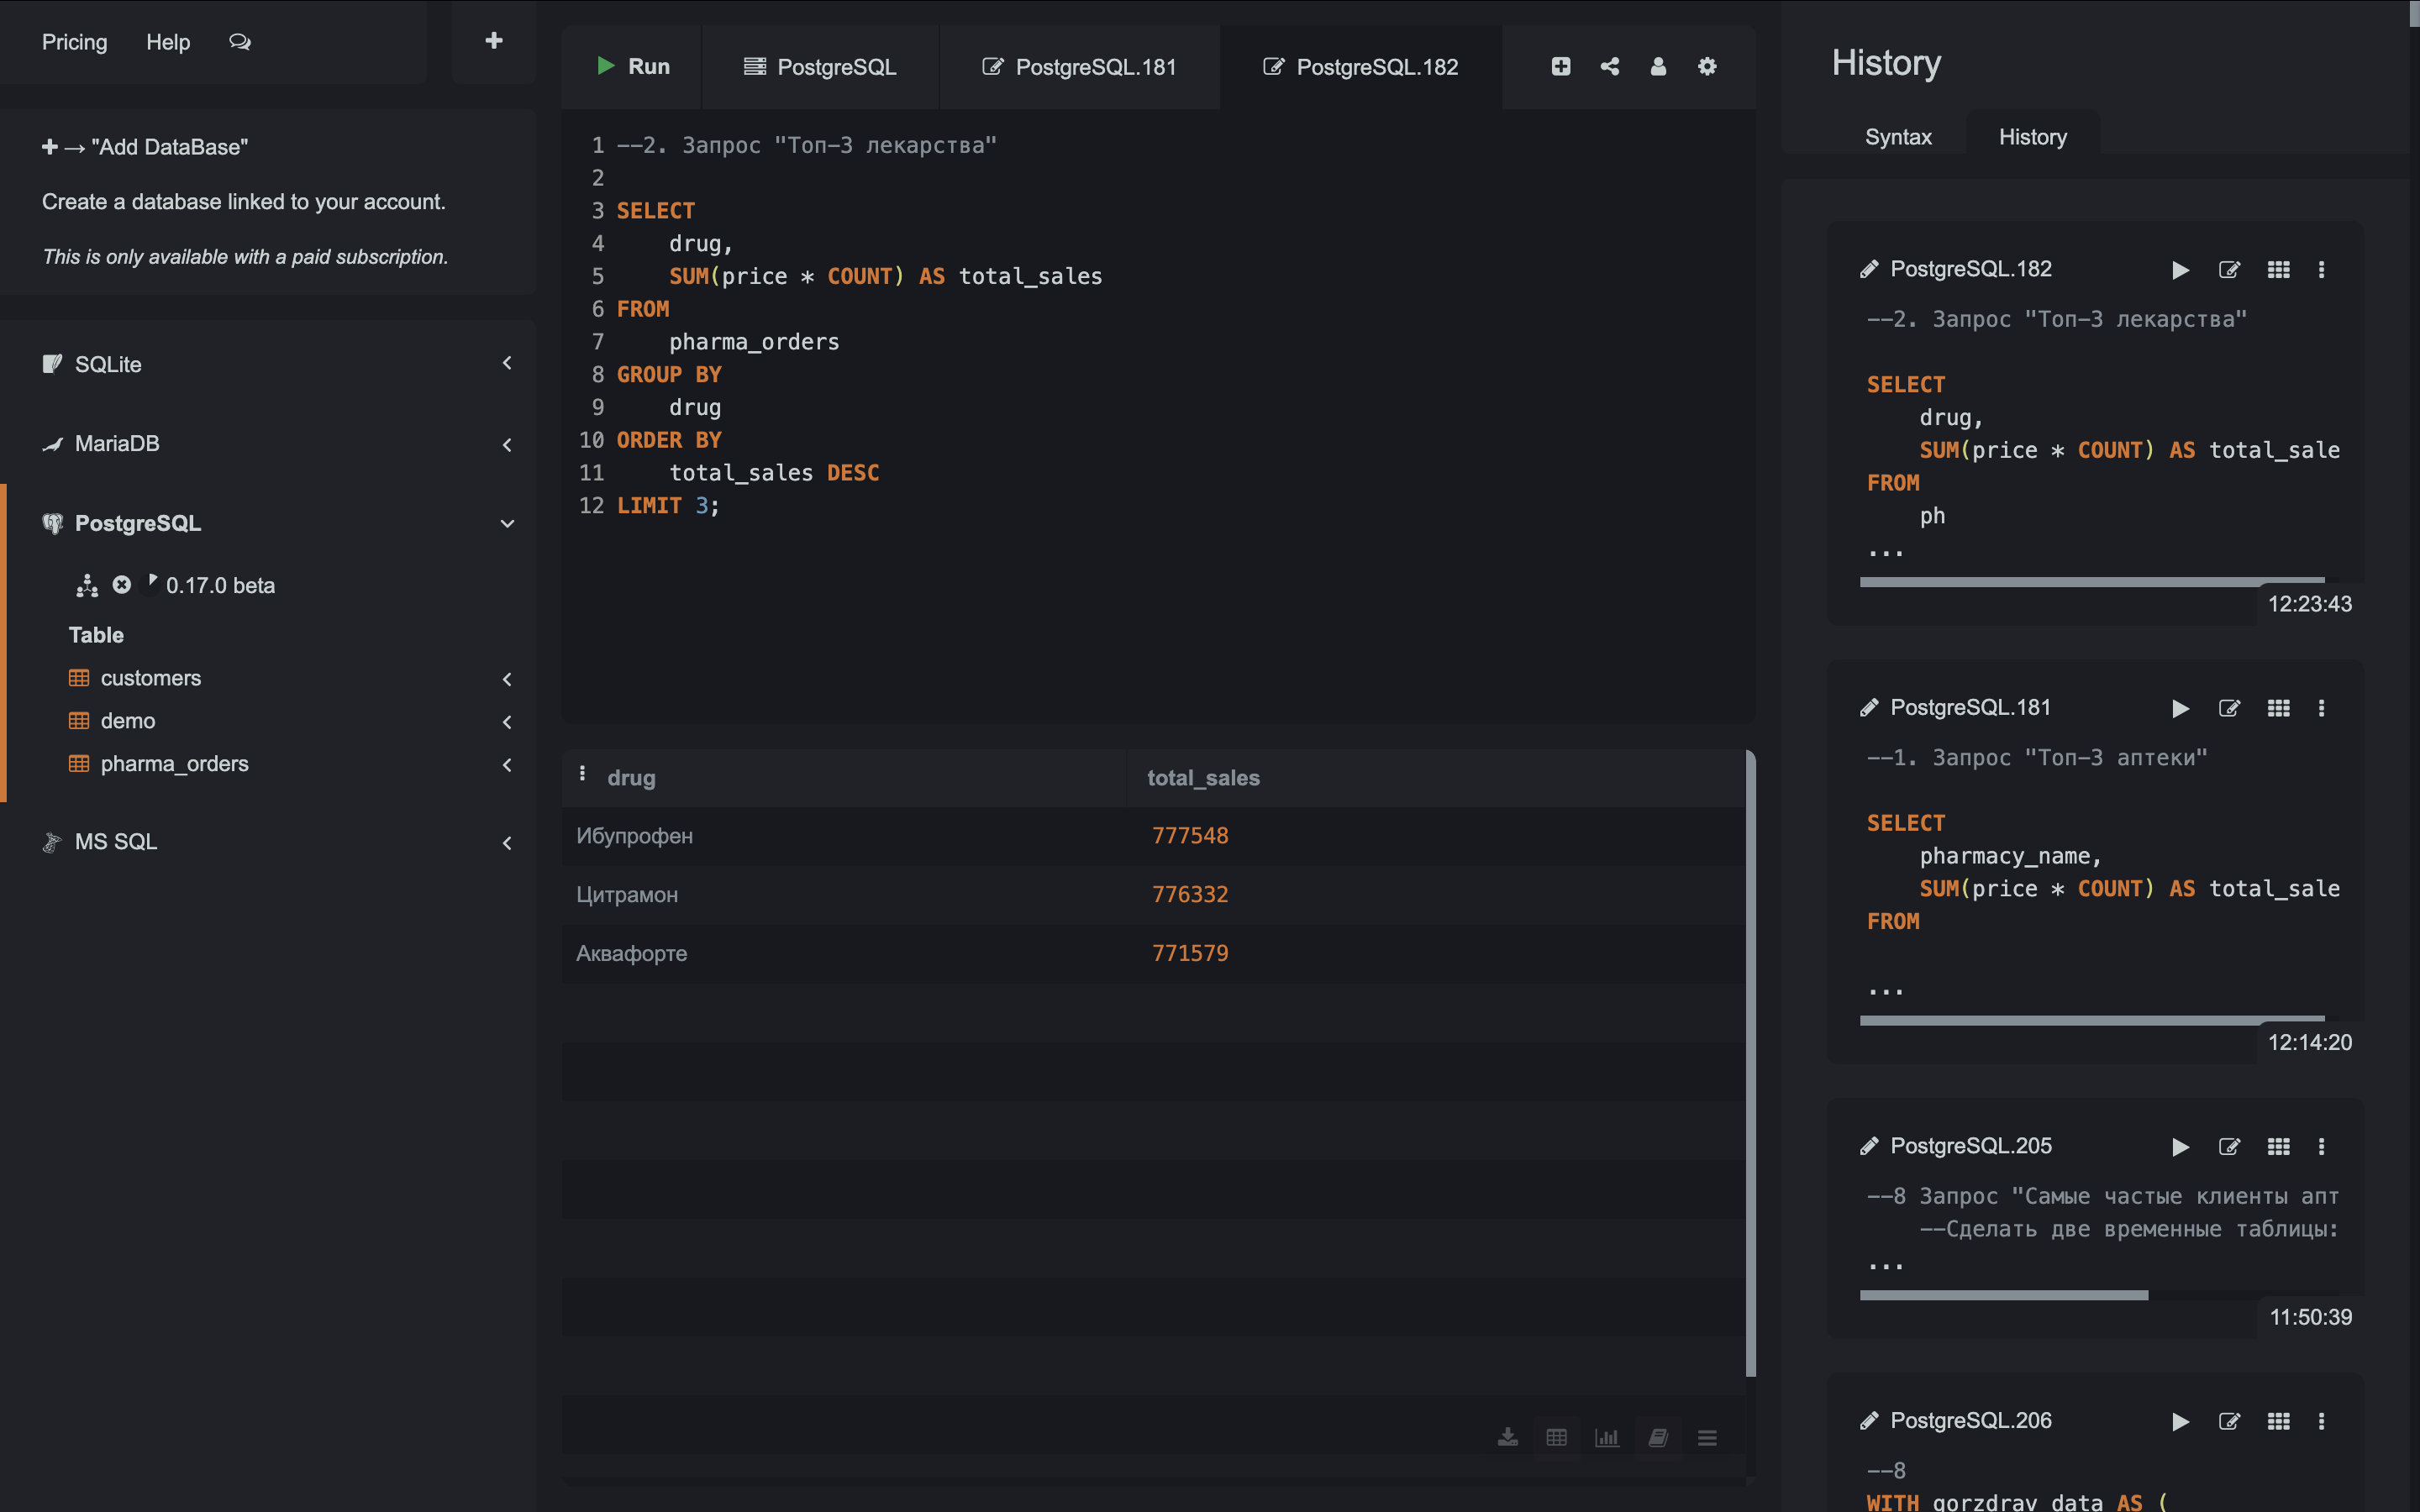 Pricing Help
"Add DataBase"
Create a database linked to your account.
This is only available with a paid subscription.
SQLite
MariaDB
PostgreSQL
0.17.0 beta
Table
customers
demo
pharma_orders
MS SQL
Run PostgreSQL PostgreSQL.181 PostgreSQL.182
1 --2. Запрос "Топ-3 лекарства"
2
3 SELECT
4 drug,
5 SUM(price * COUNT) AS total_sales
6 FROM
7 pharma_orders
8 GROUP BY
9 drug
10 ORDER BY
11 total_sales DESC
12 LIMIT 3;
drug total_sales
Ибупрофен 777548
Цитрамон 776332
Аквафорте 771579
History
Syntax History
PostgreSQL.182
--2. Запрос "Топ-3 лекарства"
SELECT
drug,
SUM(price * COUNT) AS total_sale
FROM
ph
...
12:23:43
PostgreSQL.181
--1. Запрос "Топ-3 аптеки"
SELECT
pharmacy_name,
SUM(price * COUNT) AS total_sale
FROM
...
12:14:20
PostgreSQL.205
--8 Запрос "Самые частые клиенты апт
--Сделать две временные таблицы:
...
11:50:39
PostgreSQL.206
--8
WITH gorzdrav_data AS (